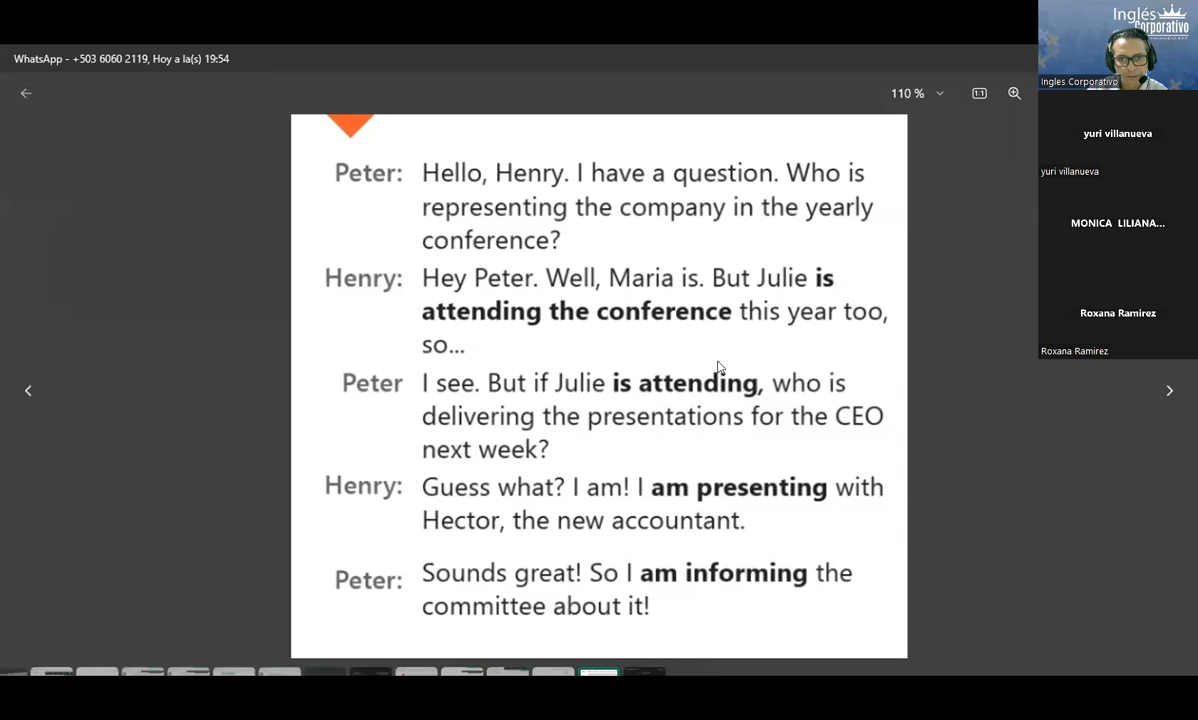 Inglés
Corporativo
WhatsApp - +503 6060 2119, Hoy a la(s) 19:54
Ingles Corporativo
110 %
1:1
Peter: Hello, Henry. I have a question. Who is
representing the company in the yearly
conference?
Henry: Hey Peter. Well, Maria is. But Julie is
attending the conference this year too,
so...
Peter I see. But if Julie is attending, who is
delivering the presentations for the CEO
next week?
Henry: Guess what? I am! I am presenting with
Hector, the new accountant.
Peter: Sounds great! So I am informing the
committee about it!
yuri villanueva
yuri villanueva
MONICA LILIANA...
Roxana Ramirez
Roxana Ramirez